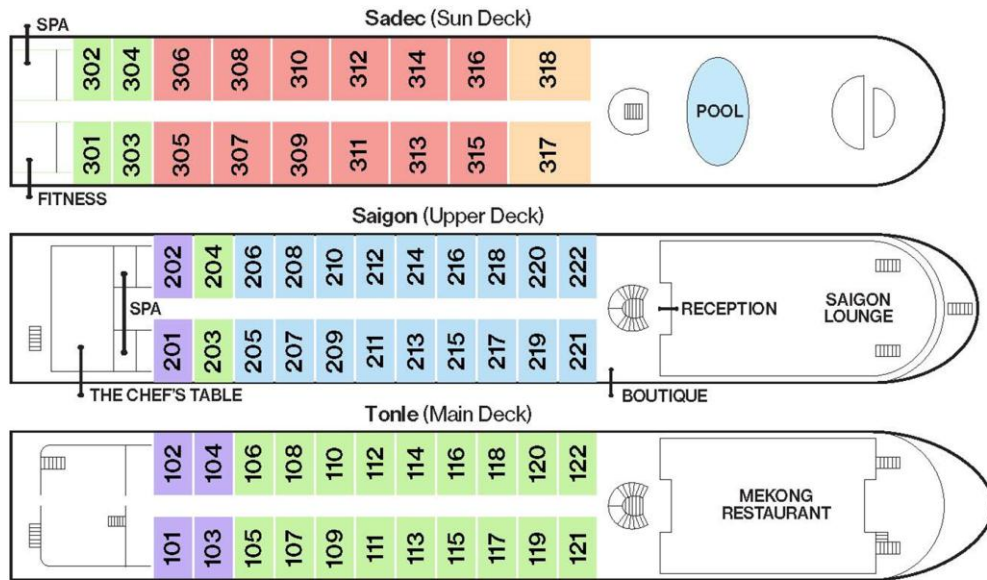 Sadec (Sun Deck)
SPA
302 304 306 308 310 312 314 316 318
POOL
301 303 305 307 309 311 313 315 317
FITNESS
Saigon (Upper Deck)
202 204 206 208 210 212 214 216 218 220 222
SPA
RECEPTION
SAIGON
LOUNGE
201 203 205 207 209 211 213 215 217 219 221
THE CHEF'S TABLE
BOUTIQUE
Tonle (Main Deck)
102 104 106 108 110 112 114 116 118 120 122
MEKONG
RESTAURANT
101 103 105 107 109 111 113 115 117 119 121